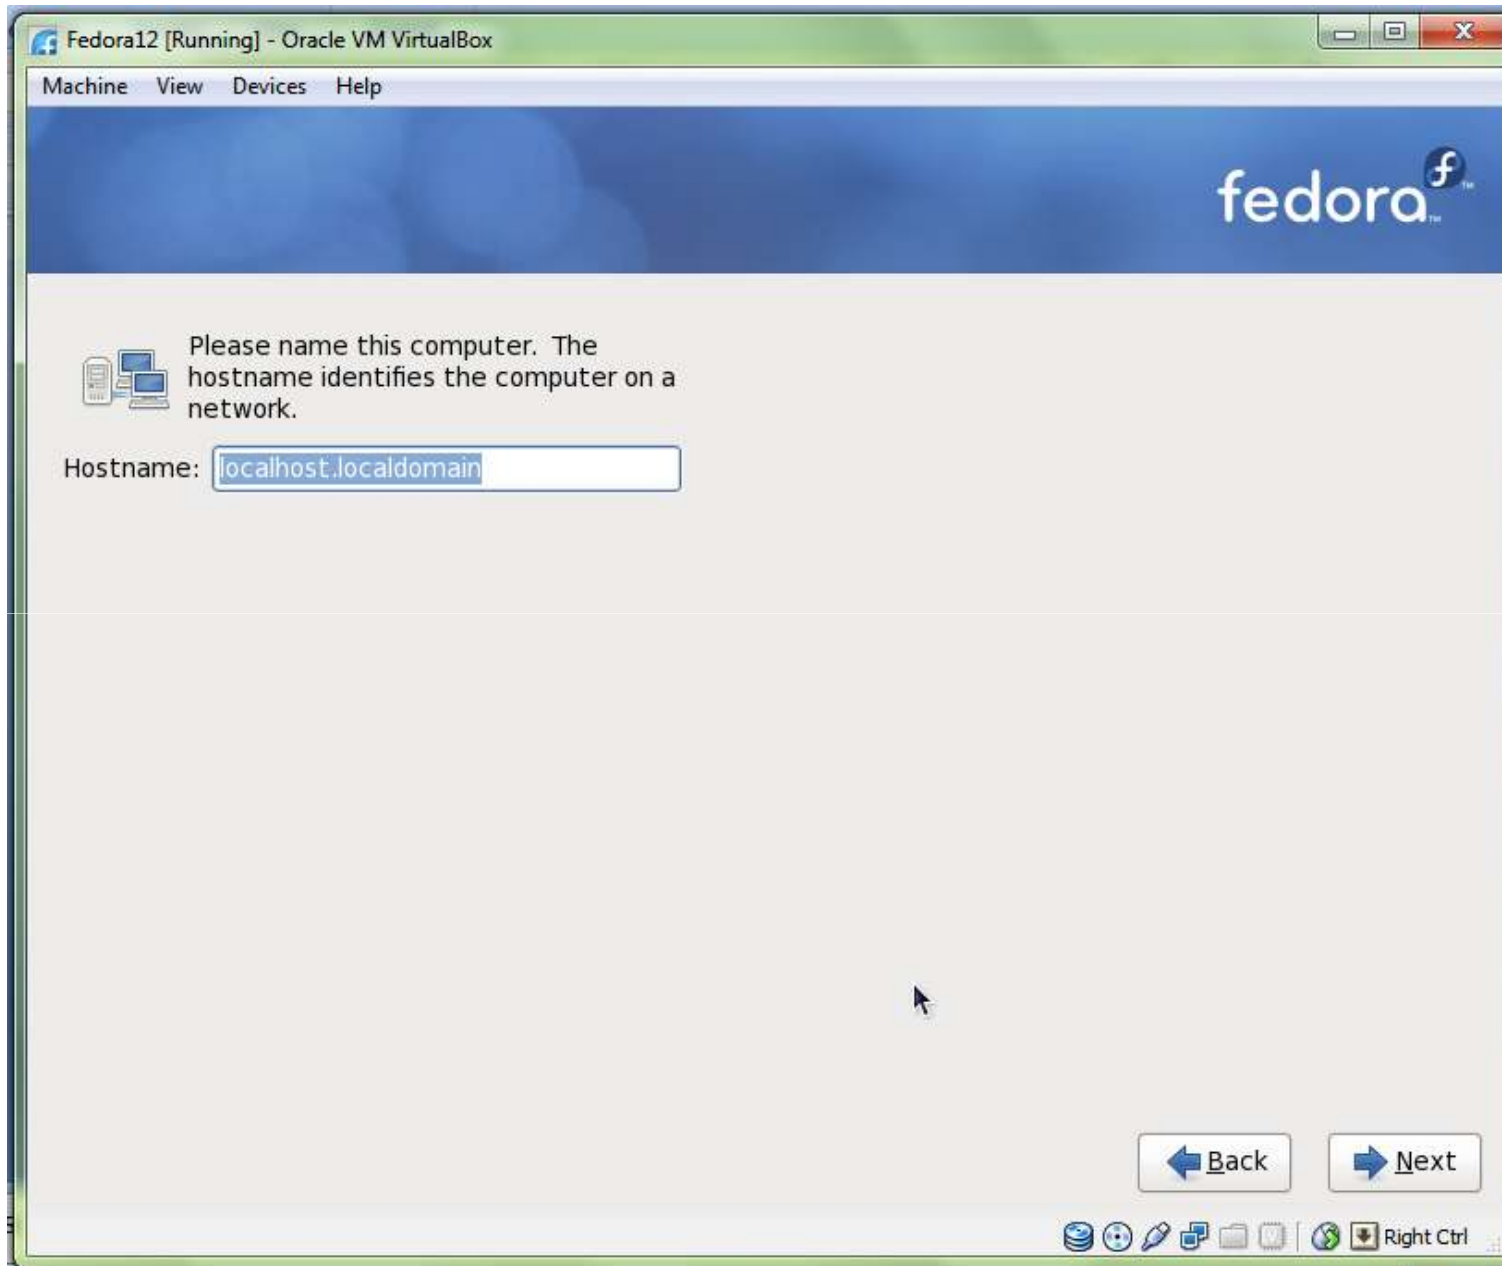 Fedora12 [Running] - Oracle VM VirtualBox
Machine View Devices Help
fedora™
Please name this computer. The
hostname identifies the computer on a
network.
Hostname: localhost.localdomain
Back Next
Right Ctrl